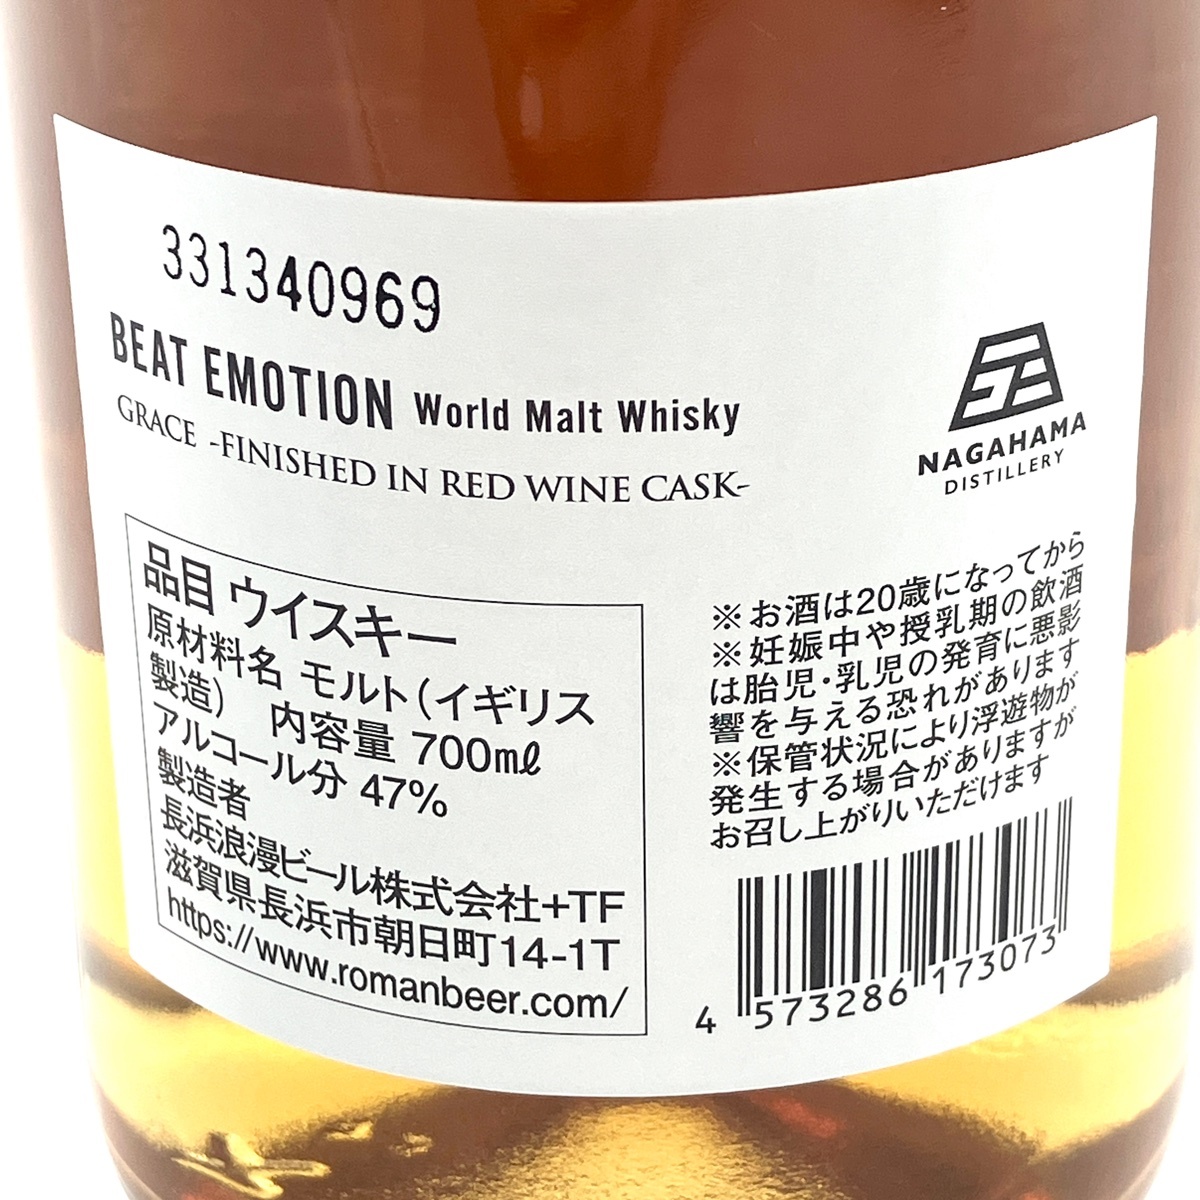 331340969
BEAT EMOTION World Malt Whisky
GRACE -FINISHED IN RED WINE CASK-
NAGAHAMA
DISTILLERY
品目 ウイスキー
原材料名 モルト(イギリス
製造) 内容量 700㎖
アルコール分 47%
製造者
長浜浪漫ビール株式会社+TF
滋賀県長浜市朝日町14-1T
https://www.romanbeer.com/
※お酒は20歳になってから
※妊娠中や授乳期の飲酒
は胎児・乳児の発育に悪影
響を与える恐れがあります
※保管状況により浮遊物が
発生する場合がありますが
お召し上がりいただけます
4 573286 173073